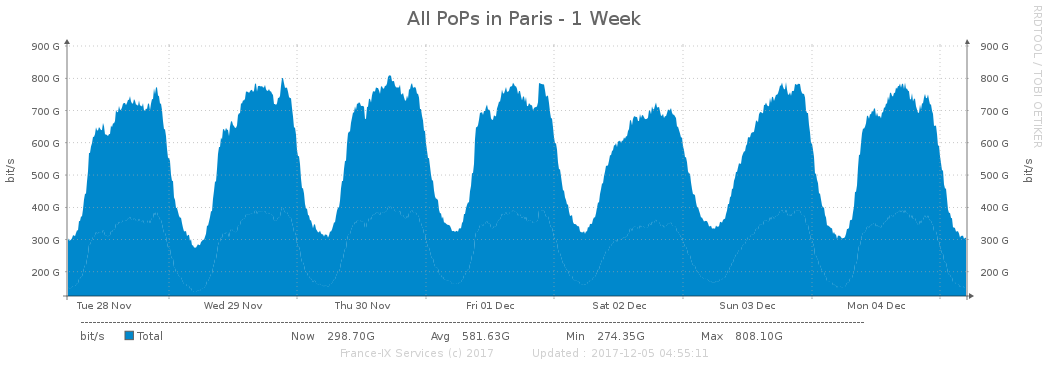 All PoPs in Paris - 1 Week
RRDTOOL / TOBI OETIKER
900 G 900 G
800 G 800 G
700 G 700 G
600 G 600 G
500 G 500 G
400 G 400 G
300 G 300 G
200 G 200 G
bit/s
bit/s
Tue 28 Nov Wed 29 Nov Thu 30 Nov Fri 01 Dec Sat 02 Dec Sun 03 Dec Mon 04 Dec
bit/s Total Now 298.70G Avg 581.63G Min 274.35G Max 808.10G
France-IX Services (c) 2017 Updated : 2017-12-05 04:55:11